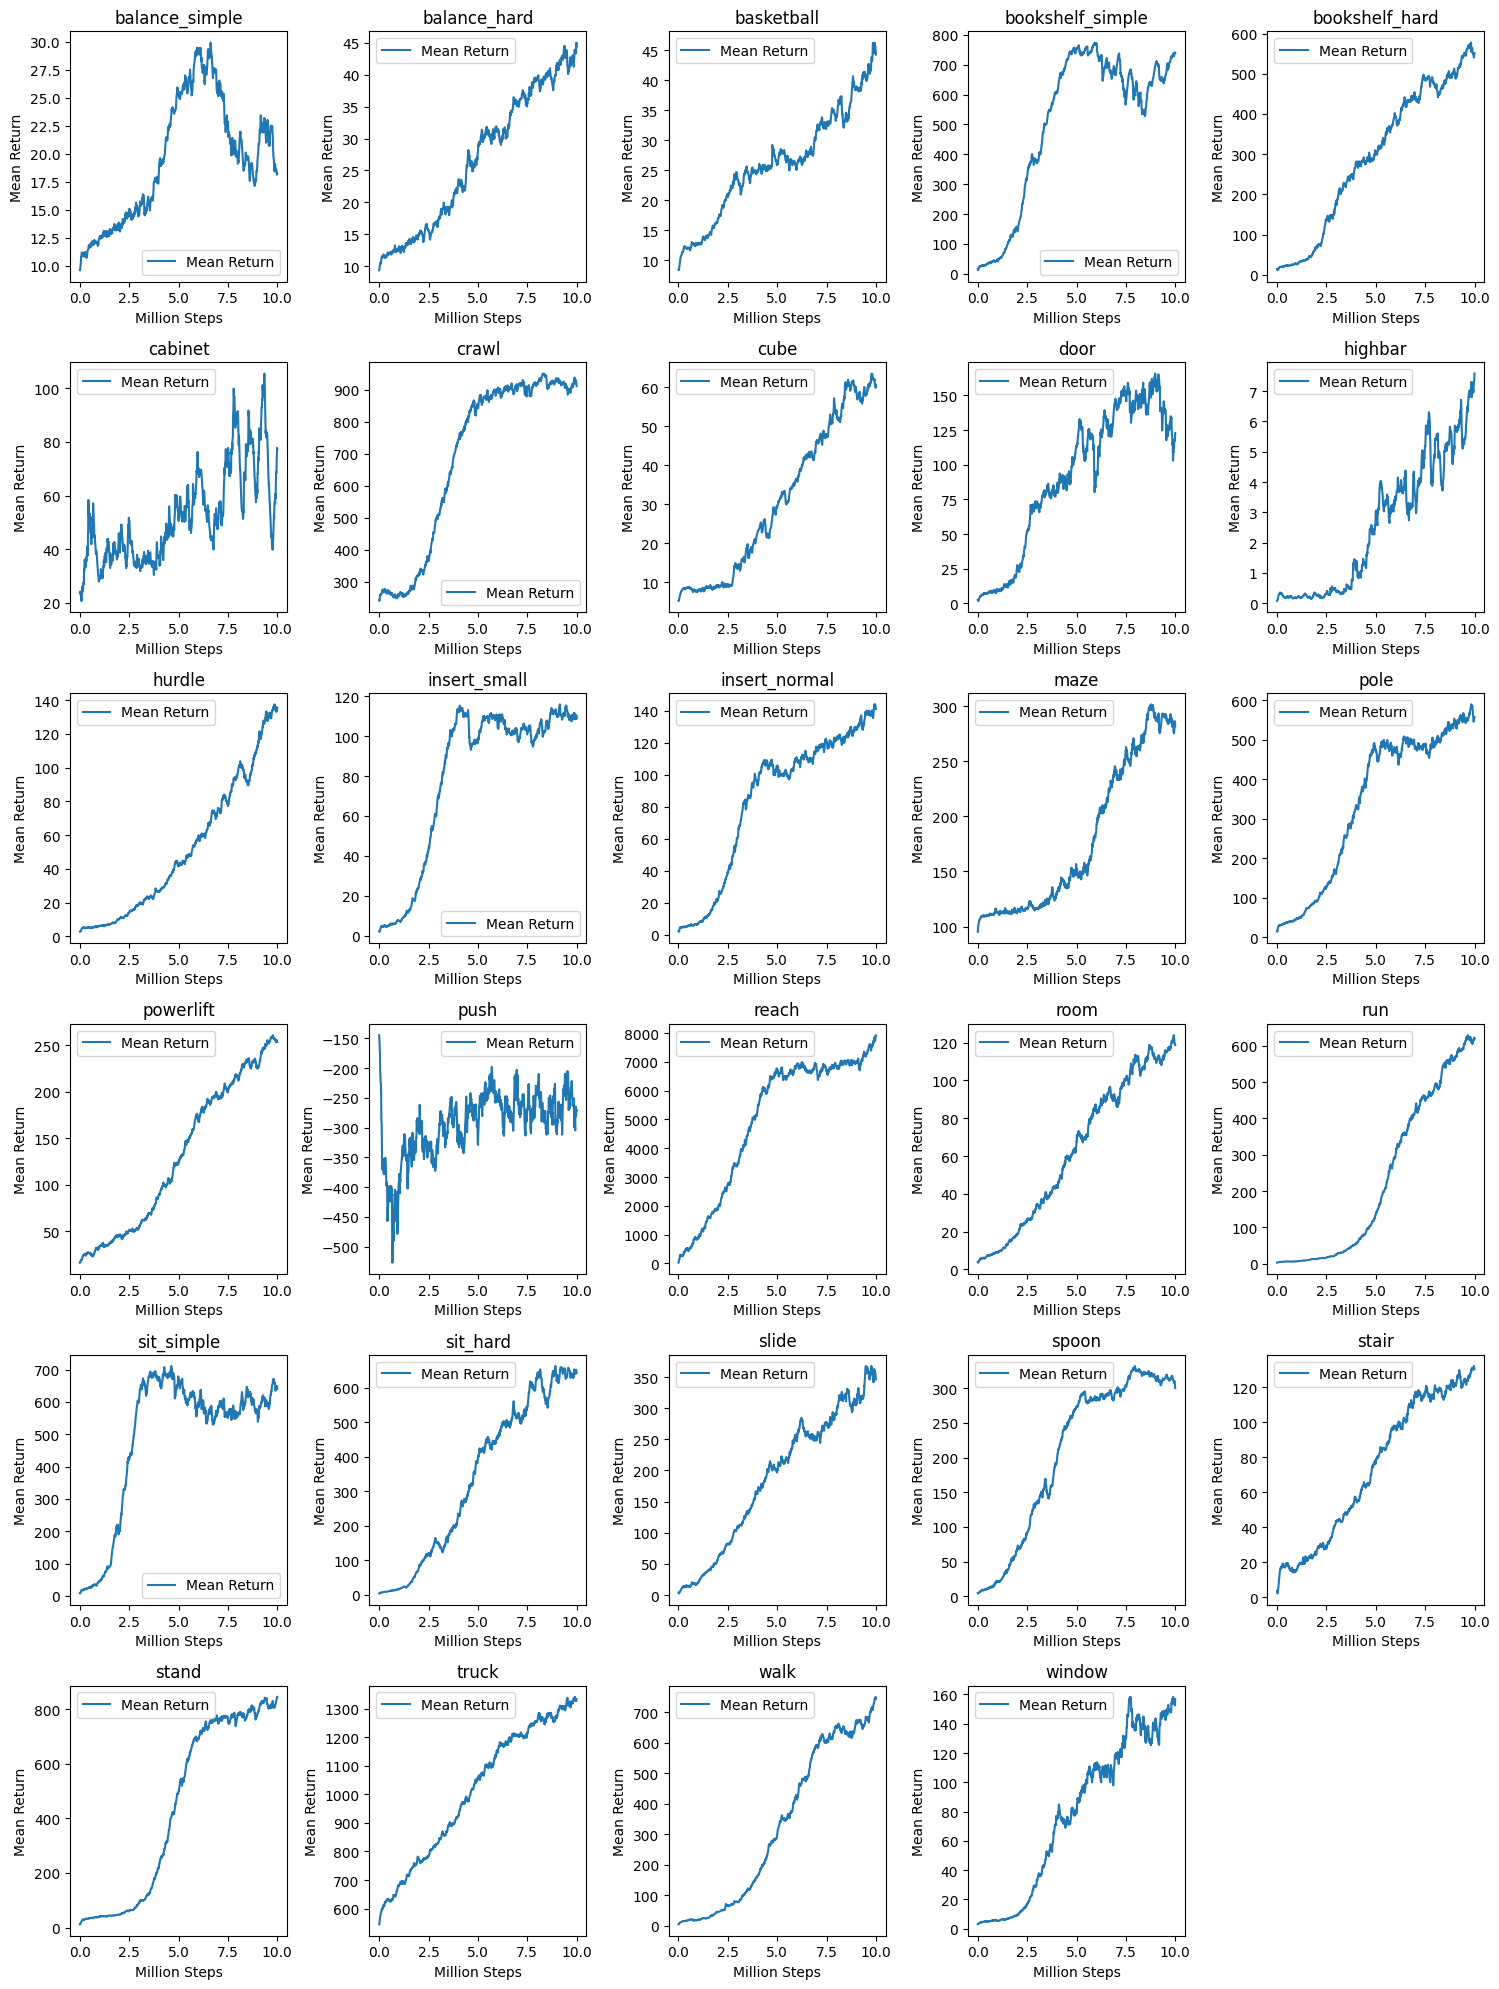 balance_simple
30.0
27.5
25.0
22.5
20.0
17.5
15.0
12.5
10.0
Mean Return
Mean Return
0.0 2.5 5.0 7.5 10.0
Million Steps
balance_hard
45
40
35
30
25
20
15
10
Mean Return
Mean Return
0.0 2.5 5.0 7.5 10.0
Million Steps
basketball
45
40
35
30
25
20
15
10
Mean Return
Mean Return
0.0 2.5 5.0 7.5 10.0
Million Steps
bookshelf_simple
800
700
600
500
400
300
200
100
0
Mean Return
Mean Return
0.0 2.5 5.0 7.5 10.0
Million Steps
bookshelf_hard
600
500
400
300
200
100
0
Mean Return
Mean Return
0.0 2.5 5.0 7.5 10.0
Million Steps
cabinet
100
80
60
40
20
Mean Return
Mean Return
0.0 2.5 5.0 7.5 10.0
Million Steps
crawl
900
800
700
600
500
400
300
Mean Return
Mean Return
0.0 2.5 5.0 7.5 10.0
Million Steps
cube
60
50
40
30
20
10
Mean Return
Mean Return
0.0 2.5 5.0 7.5 10.0
Million Steps
door
150
125
100
75
50
25
0
Mean Return
Mean Return
0.0 2.5 5.0 7.5 10.0
Million Steps
highbar
7
6
5
4
3
2
1
0
Mean Return
Mean Return
0.0 2.5 5.0 7.5 10.0
Million Steps
hurdle
140
120
100
80
60
40
20
0
Mean Return
Mean Return
0.0 2.5 5.0 7.5 10.0
Million Steps
insert_small
120
100
80
60
40
20
0
Mean Return
Mean Return
0.0 2.5 5.0 7.5 10.0
Million Steps
insert_normal
140
120
100
80
60
40
20
0
Mean Return
Mean Return
0.0 2.5 5.0 7.5 10.0
Million Steps
maze
300
250
200
150
100
Mean Return
Mean Return
0.0 2.5 5.0 7.5 10.0
Million Steps
pole
600
500
400
300
200
100
0
Mean Return
Mean Return
0.0 2.5 5.0 7.5 10.0
Million Steps
powerlift
250
200
150
100
50
Mean Return
Mean Return
0.0 2.5 5.0 7.5 10.0
Million Steps
push
−150
−200
−250
−300
−350
−400
−450
−500
Mean Return
Mean Return
0.0 2.5 5.0 7.5 10.0
Million Steps
reach
8000
7000
6000
5000
4000
3000
2000
1000
0
Mean Return
Mean Return
0.0 2.5 5.0 7.5 10.0
Million Steps
room
120
100
80
60
40
20
0
Mean Return
Mean Return
0.0 2.5 5.0 7.5 10.0
Million Steps
run
600
500
400
300
200
100
0
Mean Return
Mean Return
0.0 2.5 5.0 7.5 10.0
Million Steps
sit_simple
700
600
500
400
300
200
100
0
Mean Return
Mean Return
0.0 2.5 5.0 7.5 10.0
Million Steps
sit_hard
600
500
400
300
200
100
0
Mean Return
Mean Return
0.0 2.5 5.0 7.5 10.0
Million Steps
slide
350
300
250
200
150
100
50
0
Mean Return
Mean Return
0.0 2.5 5.0 7.5 10.0
Million Steps
spoon
300
250
200
150
100
50
0
Mean Return
Mean Return
0.0 2.5 5.0 7.5 10.0
Million Steps
stair
120
100
80
60
40
20
0
Mean Return
Mean Return
0.0 2.5 5.0 7.5 10.0
Million Steps
stand
800
600
400
200
0
Mean Return
Mean Return
0.0 2.5 5.0 7.5 10.0
Million Steps
truck
1300
1200
1100
1000
900
800
700
600
Mean Return
Mean Return
0.0 2.5 5.0 7.5 10.0
Million Steps
walk
700
600
500
400
300
200
100
0
Mean Return
Mean Return
0.0 2.5 5.0 7.5 10.0
Million Steps
window
160
140
120
100
80
60
40
20
0
Mean Return
Mean Return
0.0 2.5 5.0 7.5 10.0
Million Steps